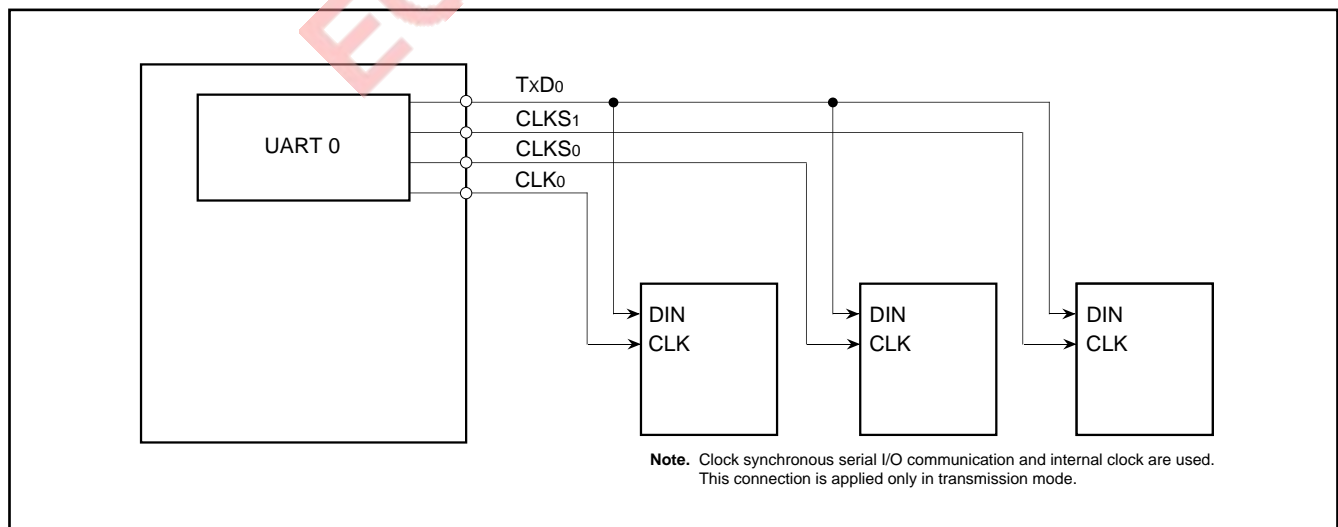 TxD0
CLKS1
UART 0
CLKS0
CLK0
DIN
CLK
DIN
CLK
DIN
CLK
Note. Clock synchronous serial I/O communication and internal clock are used.
This connection is applied only in transmission mode.